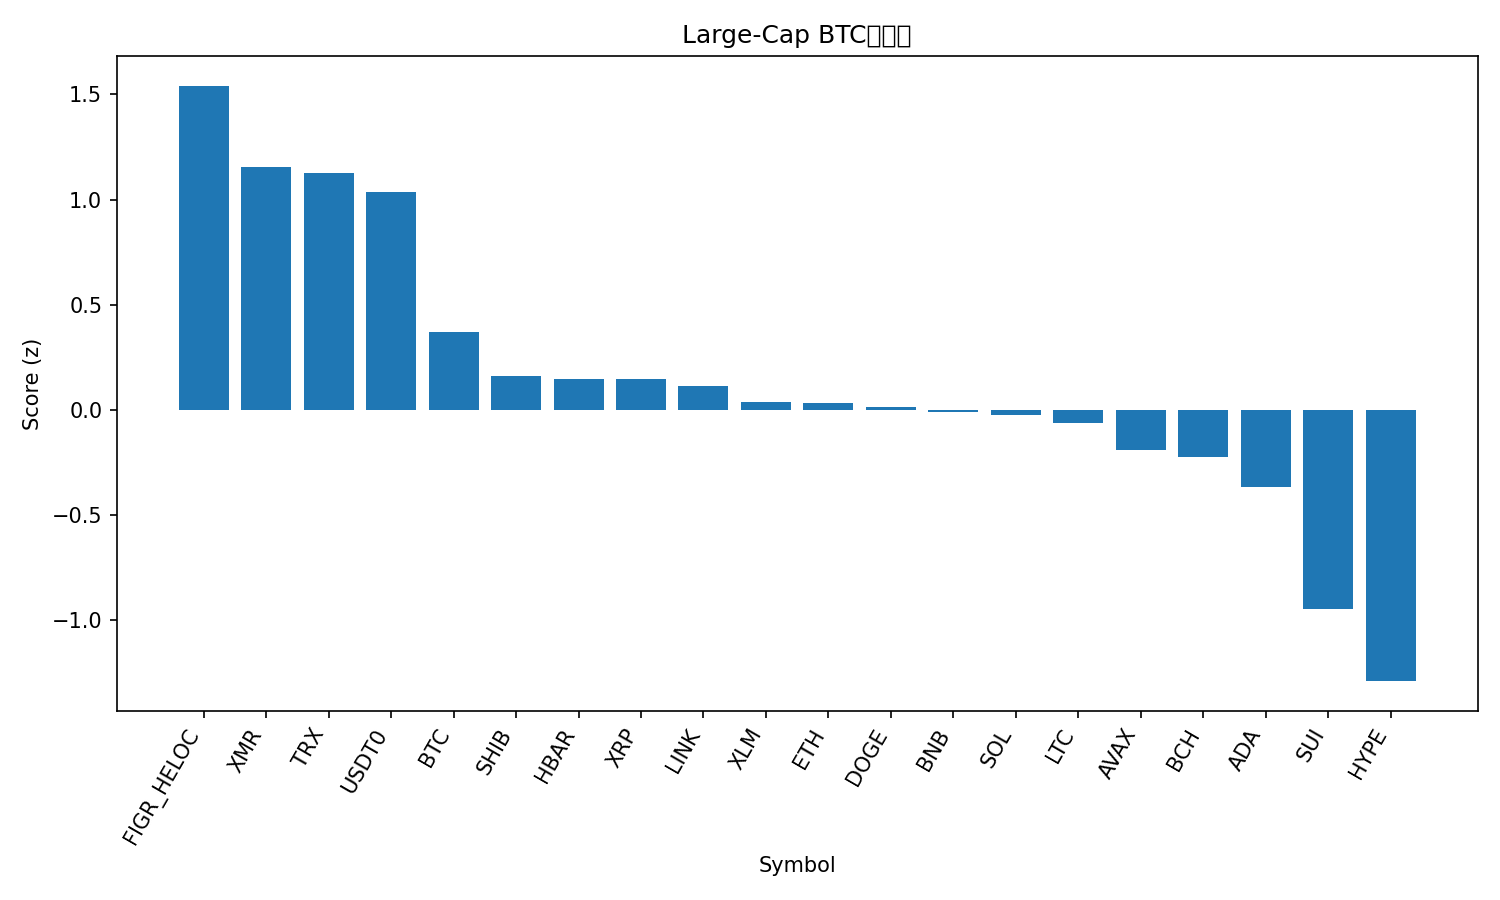 Large-Cap BTC
1.5
1.0
0.5
0.0
−0.5
−1.0
Score (z)
FIGR_HELOC
XMR
TRX
USDT0
BTC
SHIB
HBAR
XRP
LINK
XLM
ETH
DOGE
BNB
SOL
LTC
AVAX
BCH
ADA
SUI
HYPE
Symbol